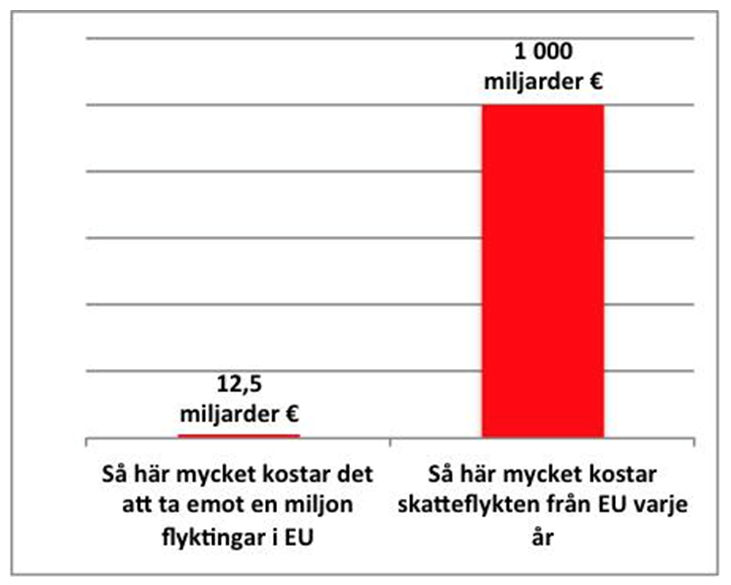 1 000
miljarder €
12,5
miljarder €
Så här mycket kostar det
att ta emot en miljon
flyktingar i EU
Så här mycket kostar
skatteflykten från EU varje
år